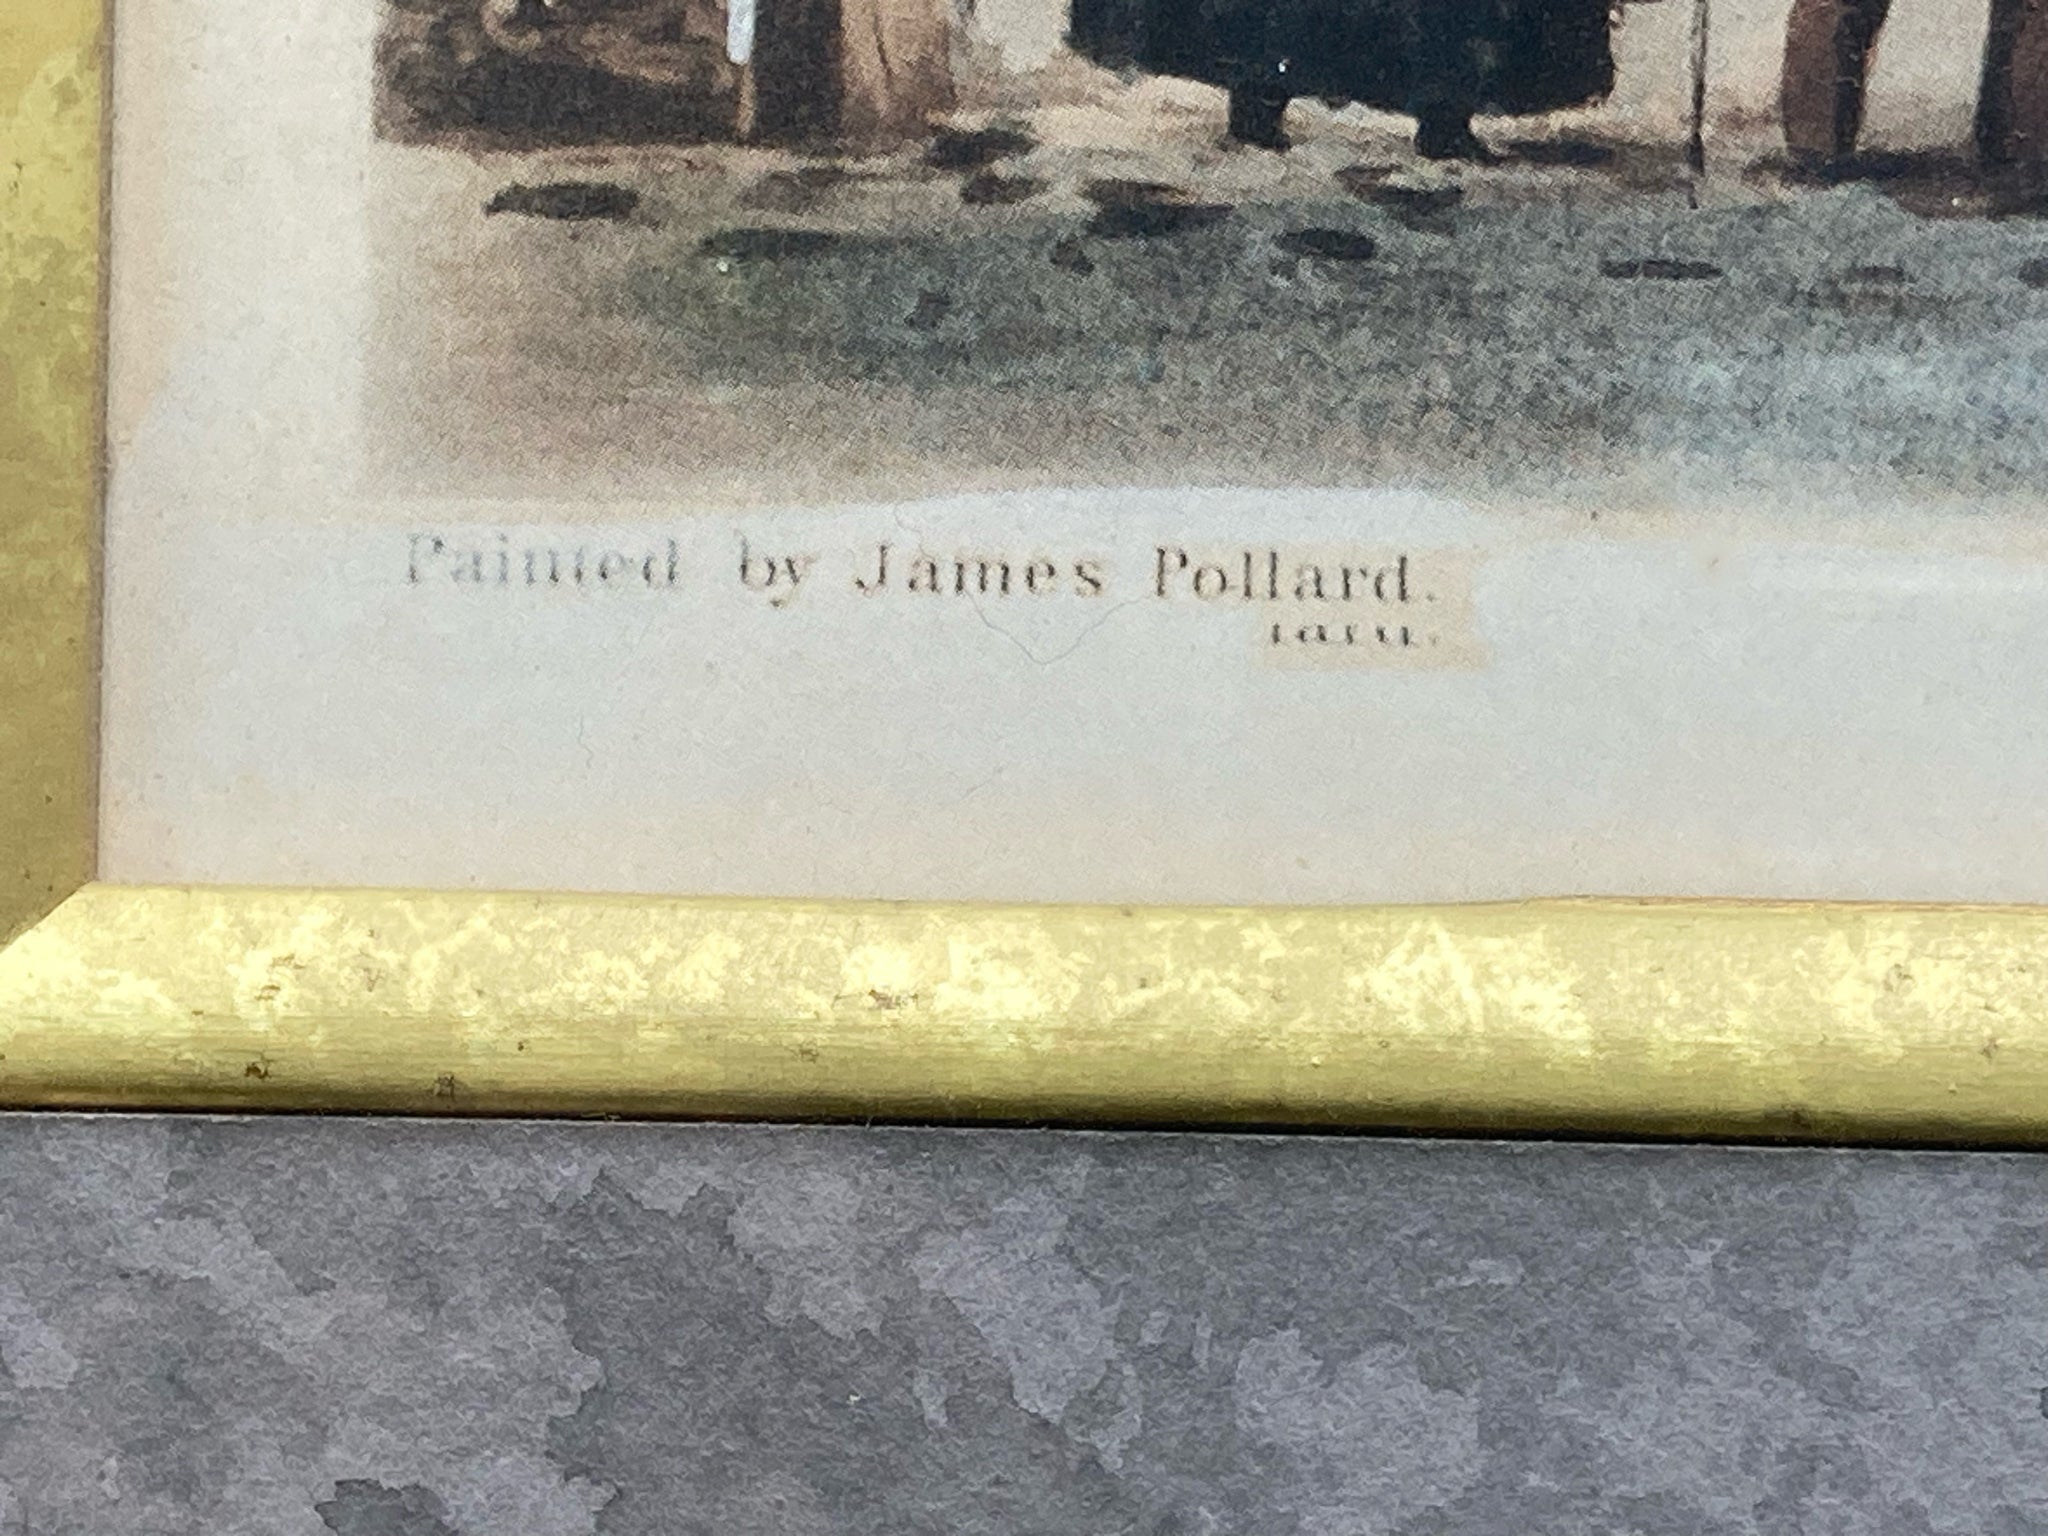 Painted by James Pollard.